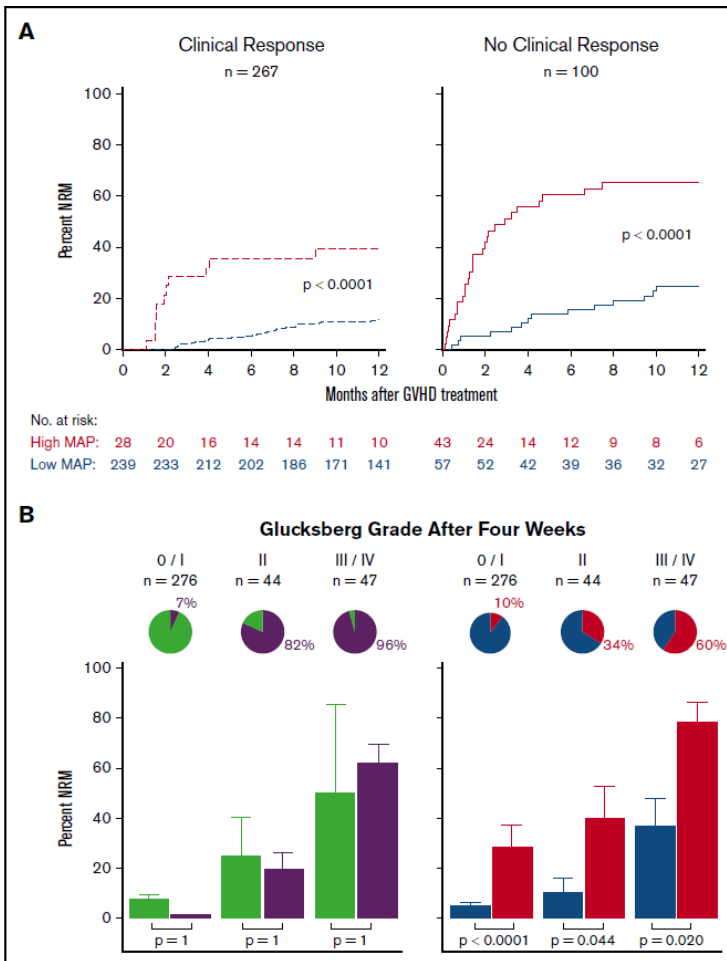 A
Clinical Response
n = 267
No Clinical Response
n = 100
Percent NRM
100
80
60
40
20
0
p < 0.0001
p < 0.0001
0 2 4 6 8 10 12
0 2 4 6 8 10 12
Months after GVHD treatment
No. at risk:
High MAP: 28 20 16 14 14 11 10 43 24 14 12 9 8 6
Low MAP: 239 233 212 202 186 171 141 57 52 42 39 36 32 27
B
Glucksberg Grade After Four Weeks
0 / I II III / IV 0 / I II III / IV
n = 276 n = 44 n = 47 n = 276 n = 44 n = 47
7% 82% 96% 10% 34% 60%
Percent NRM
100
80
60
40
20
0
p = 1 p = 1 p = 1 p < 0.0001 p = 0.044 p = 0.020